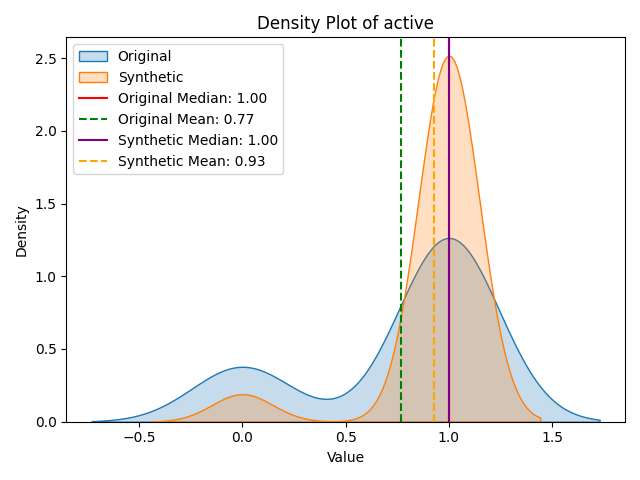 Density Plot of active
Original
Synthetic
Original Median: 1.00
Original Mean: 0.77
Synthetic Median: 1.00
Synthetic Mean: 0.93
Density
2.5
2.0
1.5
1.0
0.5
0.0
−0.5 0.0 0.5 1.0 1.5
Value